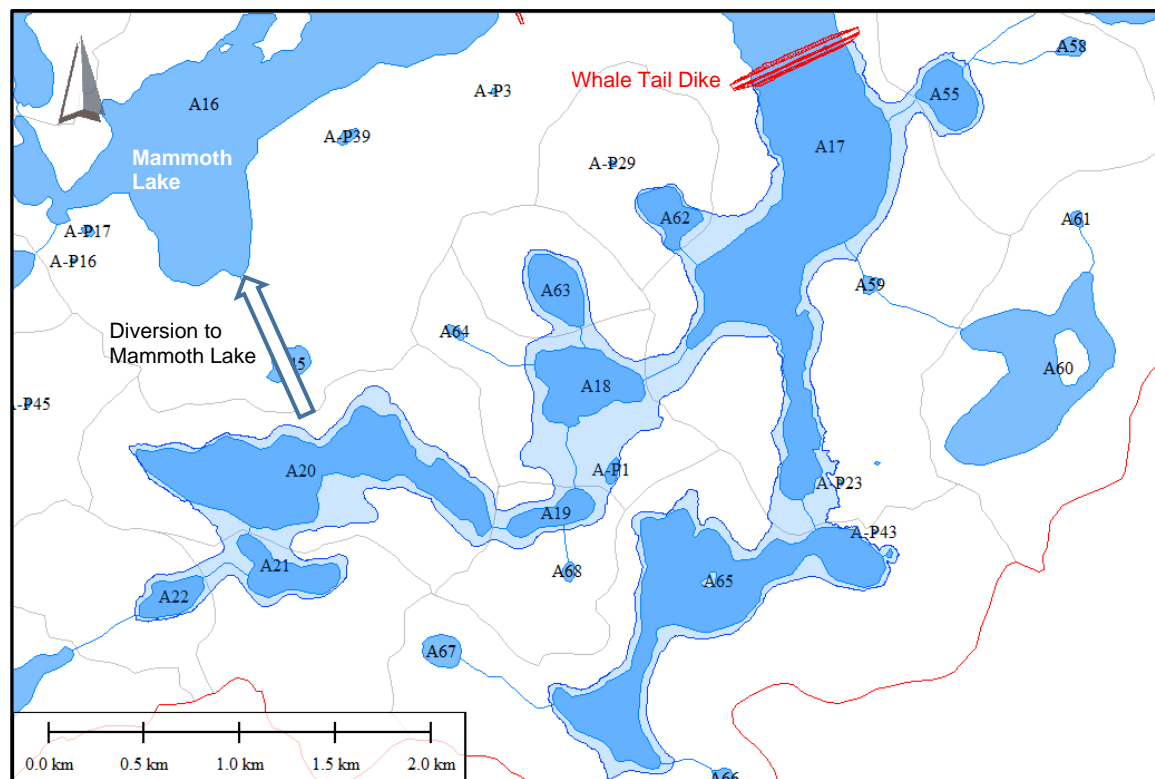 A58
Whale Tail Dike
A-P3
A55
A16
A-P39
A17
Mammoth
Lake
A-P29
A62
A61
A-P17
A-P16
A59
A63
Diversion to
Mammoth Lake
A64
A60
A18
A20
A-P1
A-P23
A19
A-P43
A21
A68
A65
A22
A67
0.0 km
0.5 km
1.0 km
1.5 km
2.0 km